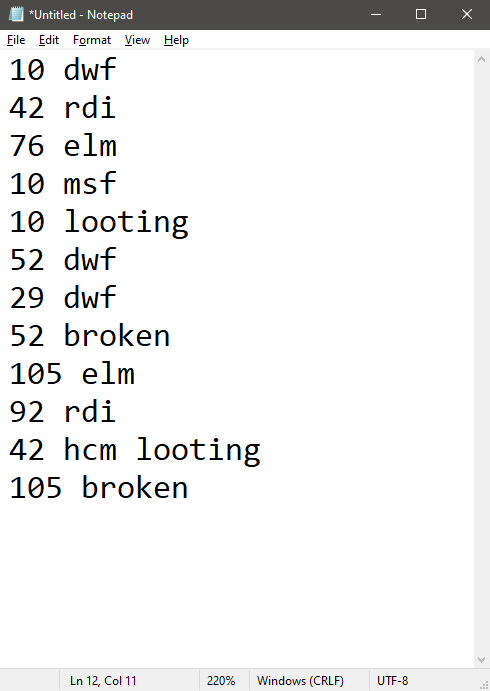 *Untitled - Notepad
File Edit Format View Help
10 dwf
42 rdi
76 elm
10 msf
10 looting
52 dwf
29 dwf
52 broken
105 elm
92 rdi
42 hcm looting
105 broken
Ln 12, Col 11 220% Windows (CRLF) UTF-8